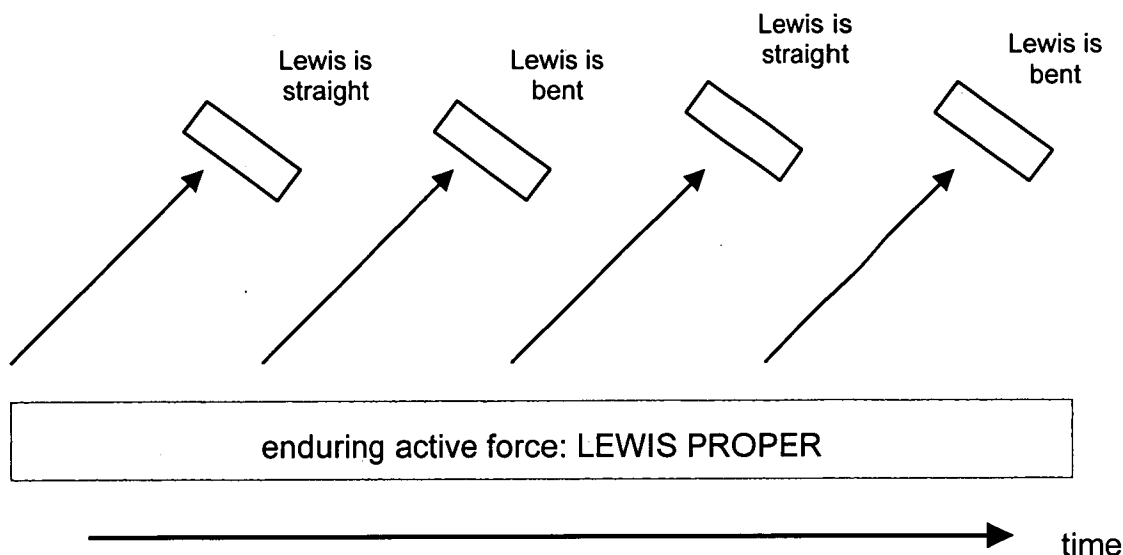 Lewis is
straight
Lewis is
bent
Lewis is
straight
Lewis is
bent
enduring active force: LEWIS PROPER
time